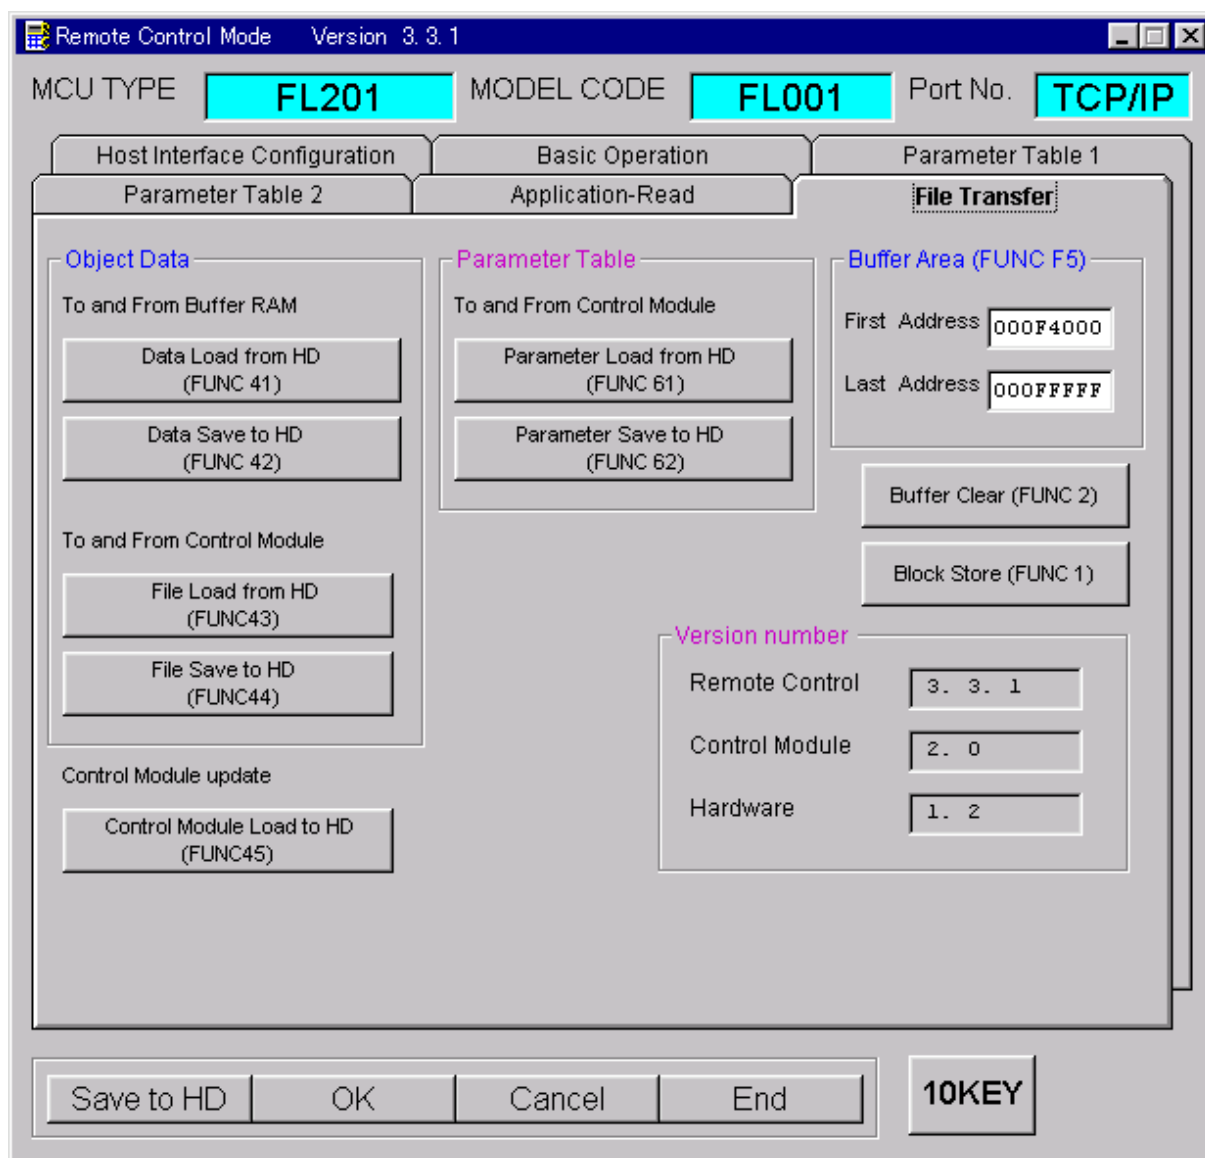 Remote Control Mode Version 3. 3. 1
MCU TYPE FL201 MODEL CODE FL001 Port No. TCP/IP
Host Interface Configuration Basic Operation Parameter Table 1
Parameter Table 2 Application-Read File Transfer
Object Data
To and From Buffer RAM
Data Load from HD
(FUNC 41)
Data Save to HD
(FUNC 42)
To and From Control Module
File Load from HD
(FUNC43)
File Save to HD
(FUNC44)
Control Module update
Control Module Load to HD
(FUNC45)
Parameter Table
To and From Control Module
Parameter Load from HD
(FUNC 61)
Parameter Save to HD
(FUNC 62)
Buffer Area (FUNC F5)
First Address 000F4000
Last Address 000FFFFF
Buffer Clear (FUNC 2)
Block Store (FUNC 1)
Version number
Remote Control 3. 3. 1
Control Module 2. 0
Hardware 1. 2
Save to HD OK Cancel End 10KEY